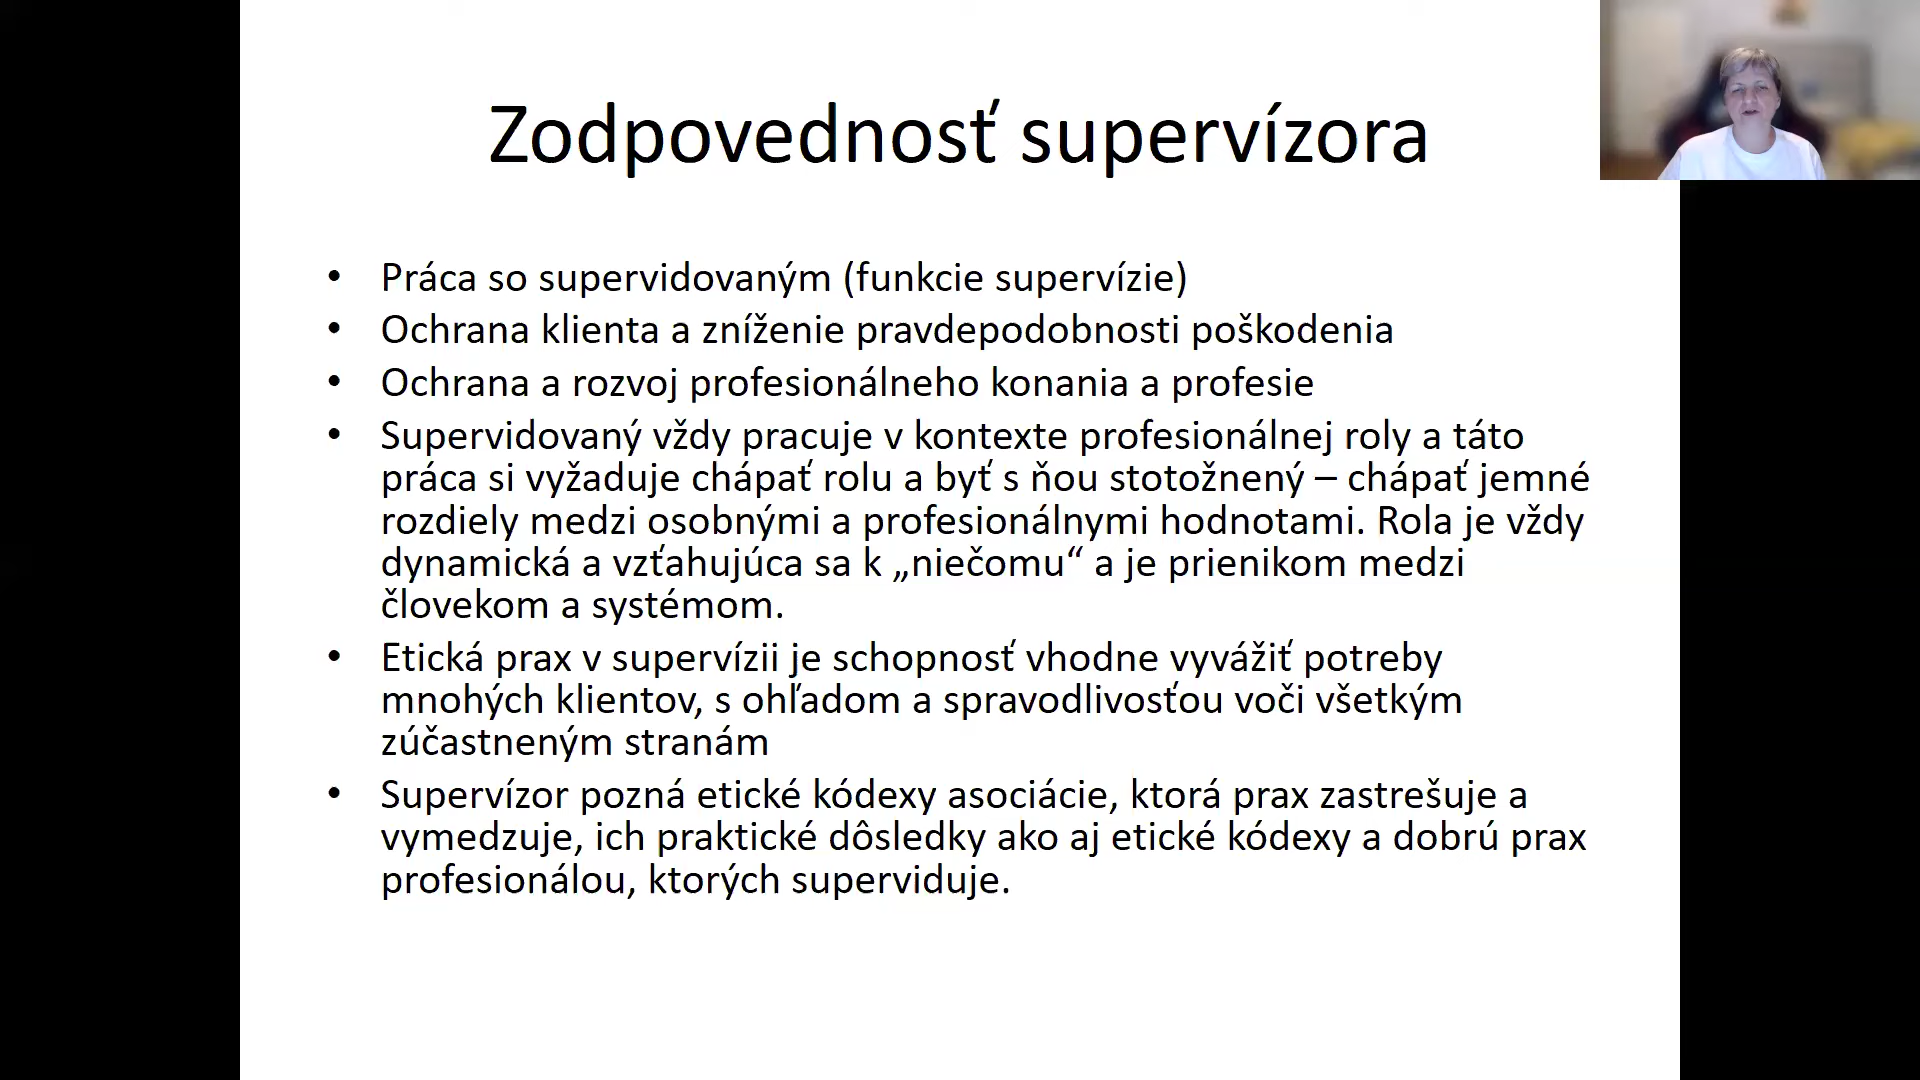 Zodpovednosť supervízora
• Práca so supervidovaným (funkcie supervízie)
• Ochrana klienta a zníženie pravdepodobnosti poškodenia
• Ochrana a rozvoj profesionálneho konania a profesie
• Supervidovaný vždy pracuje v kontexte profesionálnej roly a táto
práca si vyžaduje chápať rolu a byť s ňou stotožnený – chápať jemné
rozdiely medzi osobnými a profesionálnymi hodnotami. Rola je vždy
dynamická a vzťahujúca sa k „niečomu“ a je prienikom medzi
človekom a systémom.
• Etická prax v supervízii je schopnosť vhodne vyvážiť potreby
mnohých klientov, s ohľadom a spravodlivosťou voči všetkým
zúčastneným stranám
• Supervízor pozná etické kódexy asociácie, ktorá prax zastrešuje a
vymedzuje, ich praktické dôsledky ako aj etické kódexy a dobrú prax
profesionálou, ktorých superviduje.